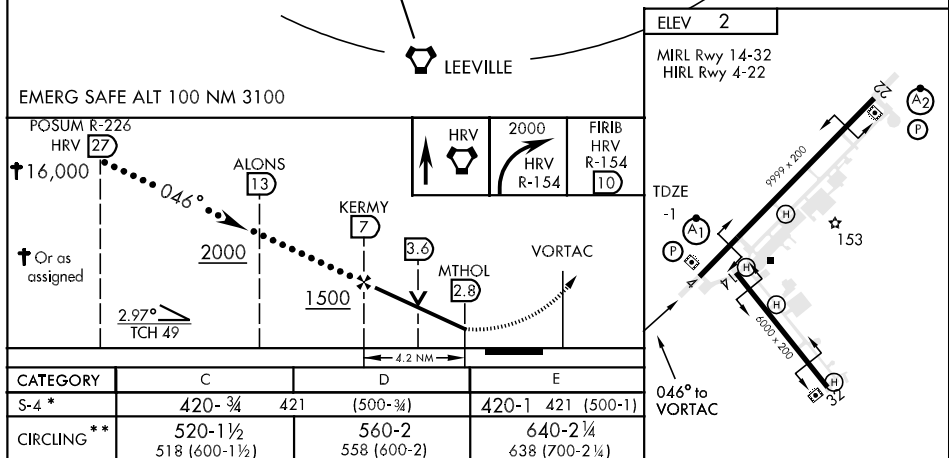 LEEVILLE
EMERG SAFE ALT 100 NM 3100
POSUM R-226
HRV 27
†16,000
046°
ALONS
13
2000
† Or as
assigned
KERMY
7
1500
3.6
MTHOL
2.8
VORTAC
2.97°
TCH 49
4.2 NM
HRV
2000
HRV
R-154
FIRIB
HRV
R-154
10
CATEGORY C D E
S-4 * 420-¾ 421 (500-¾) 420-1 421 (500-1)
CIRCLING ** 520-1½ 560-2 640-2¼
518 (600-1½) 558 (600-2) 638 (700-2¼)
ELEV 2
MIRL Rwy 14-32
HIRL Rwy 4-22
22
A2
P
9999 x 200
TDZE
-1
A1
P
H
153
4
H
14
H
6000 x 200
H
32
046° to
VORTAC